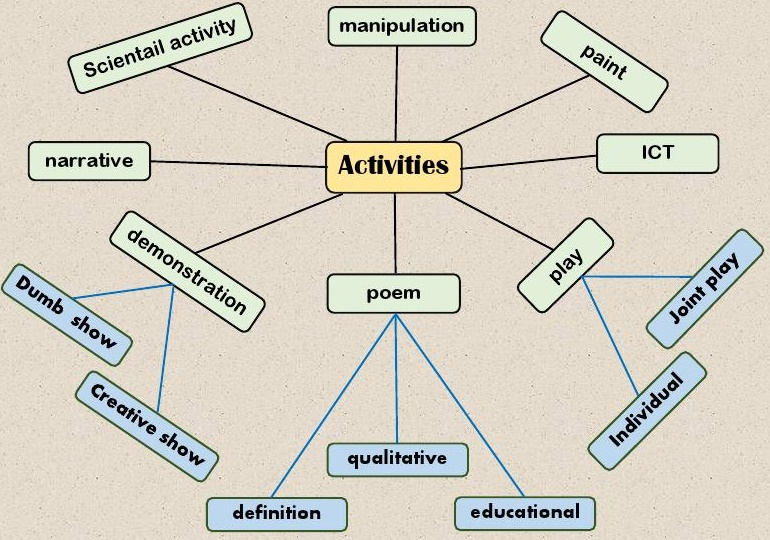 Scientail activity
manipulation
paint
narrative
Activities
ICT
demonstration
poem
play
Joint play
Dumb show
Creative show
Individual
qualitative
definition
educational